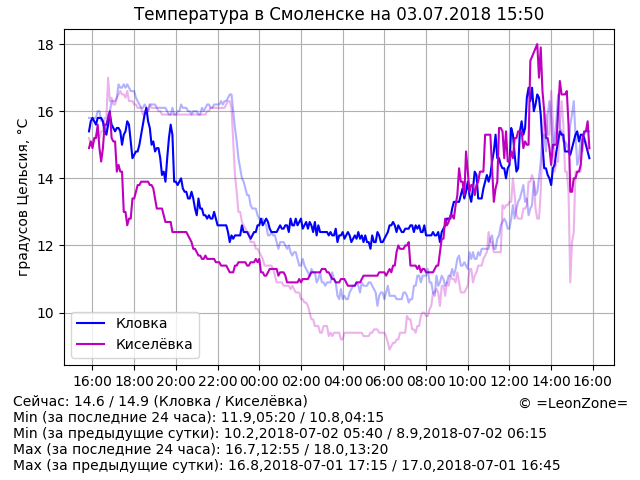 Температура в Смоленске на 03.07.2018 15:50
градусов Цельсия, °C
18
16
14
12
10
Кловка
Киселёвка
16:00 18:00 20:00 22:00 00:00 02:00 04:00 06:00 08:00 10:00 12:00 14:00 16:00
Сейчас: 14.6 / 14.9 (Кловка / Киселёвка)
© =LeonZone=
Min (за последние 24 часа): 11.9,05:20 / 10.8,04:15
Min (за предыдущие сутки): 10.2,2018-07-02 05:40 / 8.9,2018-07-02 06:15
Max (за последние 24 часа): 16.7,12:55 / 18.0,13:20
Max (за предыдущие сутки): 16.8,2018-07-01 17:15 / 17.0,2018-07-01 16:45